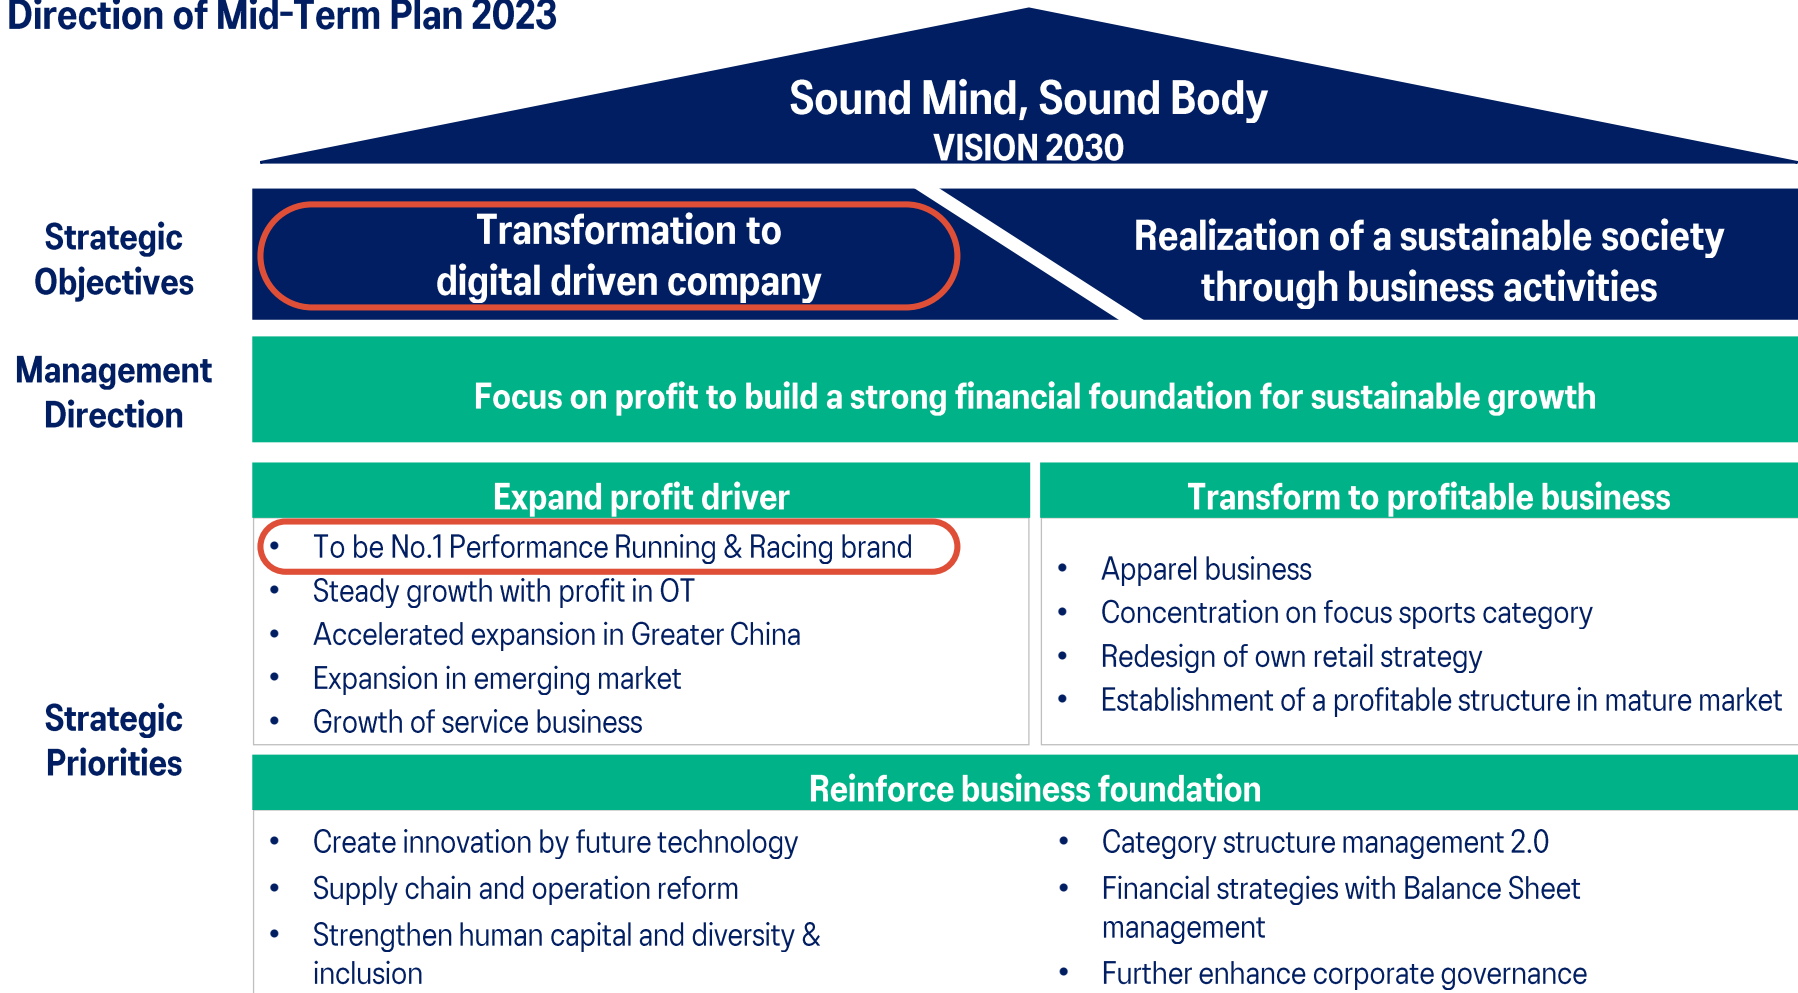 Direction of Mid-Term Plan 2023
Sound Mind, Sound Body
VISION 2030
Strategic
Objectives
Transformation to
digital driven company
Realization of a sustainable society
through business activities
Management
Direction
Focus on profit to build a strong financial foundation for sustainable growth
Strategic
Priorities
Expand profit driver
• To be No.1 Performance Running & Racing brand
• Steady growth with profit in OT
• Accelerated expansion in Greater China
• Expansion in emerging market
• Growth of service business
Transform to profitable business
• Apparel business
• Concentration on focus sports category
• Redesign of own retail strategy
• Establishment of a profitable structure in mature market
Reinforce business foundation
• Create innovation by future technology
• Supply chain and operation reform
• Strengthen human capital and diversity &
inclusion
• Category structure management 2.0
• Financial strategies with Balance Sheet
management
• Further enhance corporate governance